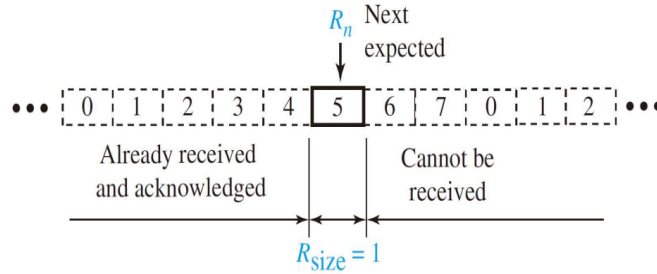 Rn Next
expected
••• 0 1 2 3 4 5 6 7 0 1 2 •••
Already received
and acknowledged
Cannot be
received
Rsize = 1